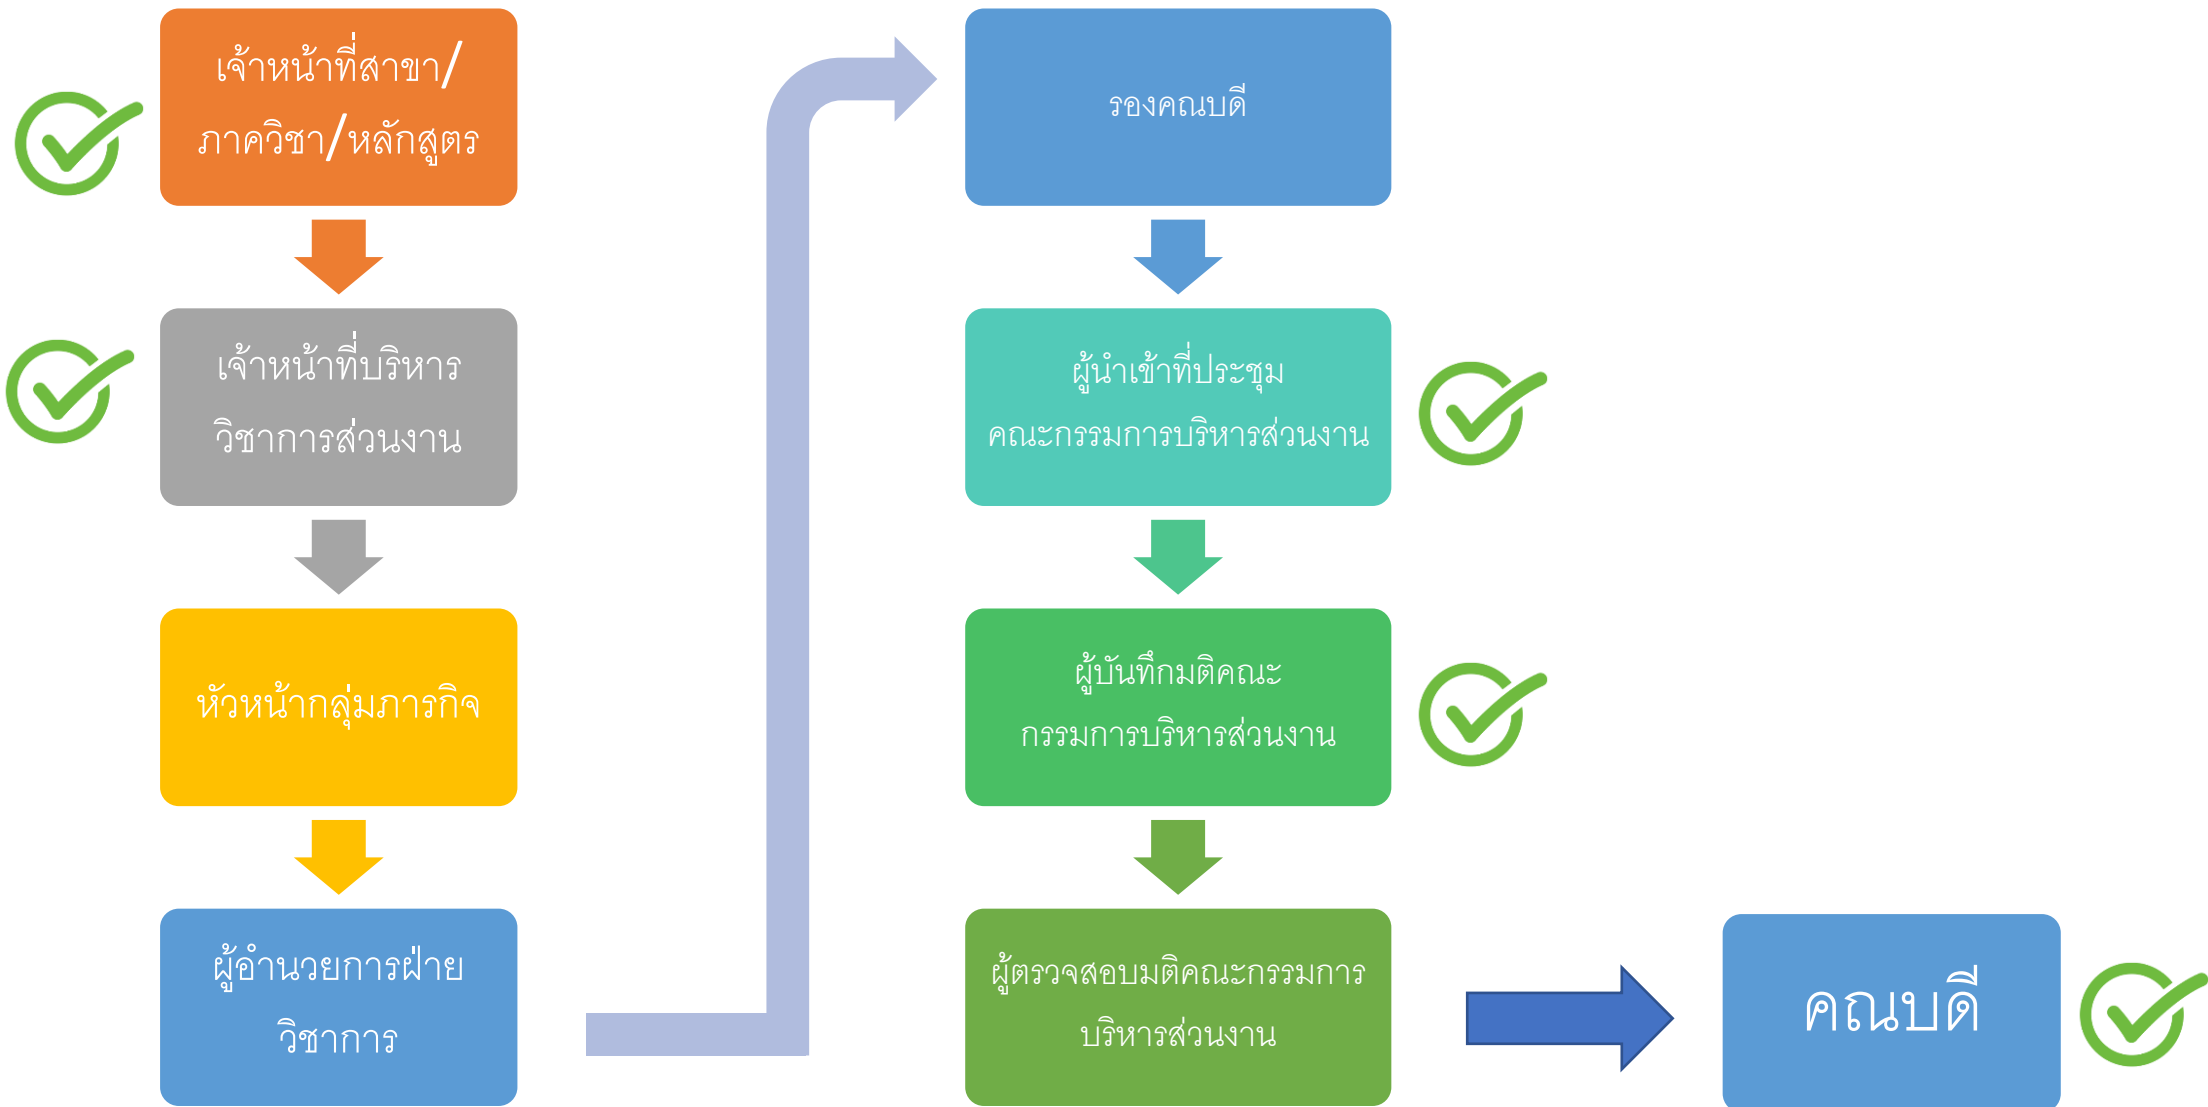 เจ้าหน้าที่สาขา/
ภาควิชา/หลักสูตร
เจ้าหน้าที่บริหาร
วิชาการส่วนงาน
หัวหน้ากลุ่มภารกิจ
ผู้อำนวยการฝ่าย
วิชาการ
รองคณบดี
ผู้นำเข้าที่ประชุม
คณะกรรมการบริหารส่วนงาน
ผู้บันทึกมติคณะ
กรรมการบริหารส่วนงาน
ผู้ตรวจสอบมติคณะกรรมการ
บริหารส่วนงาน
คณบดี